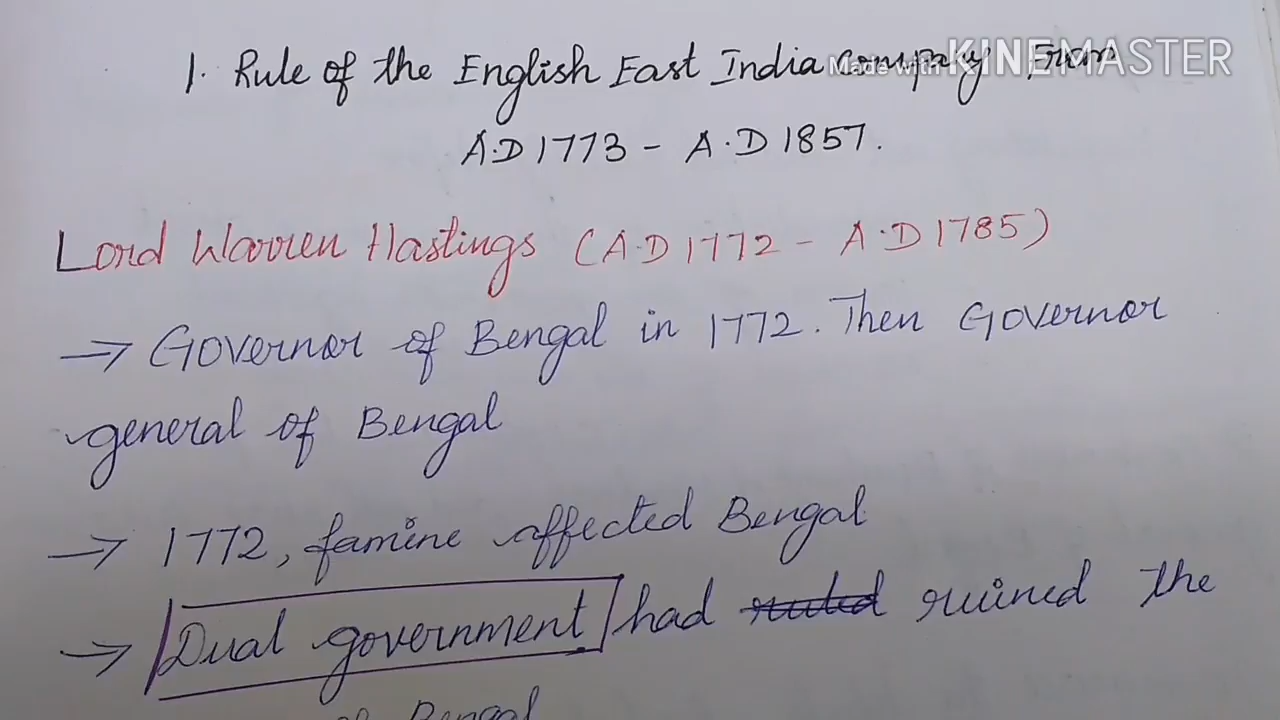 1. Rule of the English East India Company From
Made with KINEMASTER
A.D 1773 - A.D 1857.
Lord Warren Hastings (A.D 1772 - A.D 1785)
→ Governor of Bengal in 1772. Then Governor
general of Bengal
→ 1772, famine affected Bengal
→ Dual government had ruined the
of Bengal